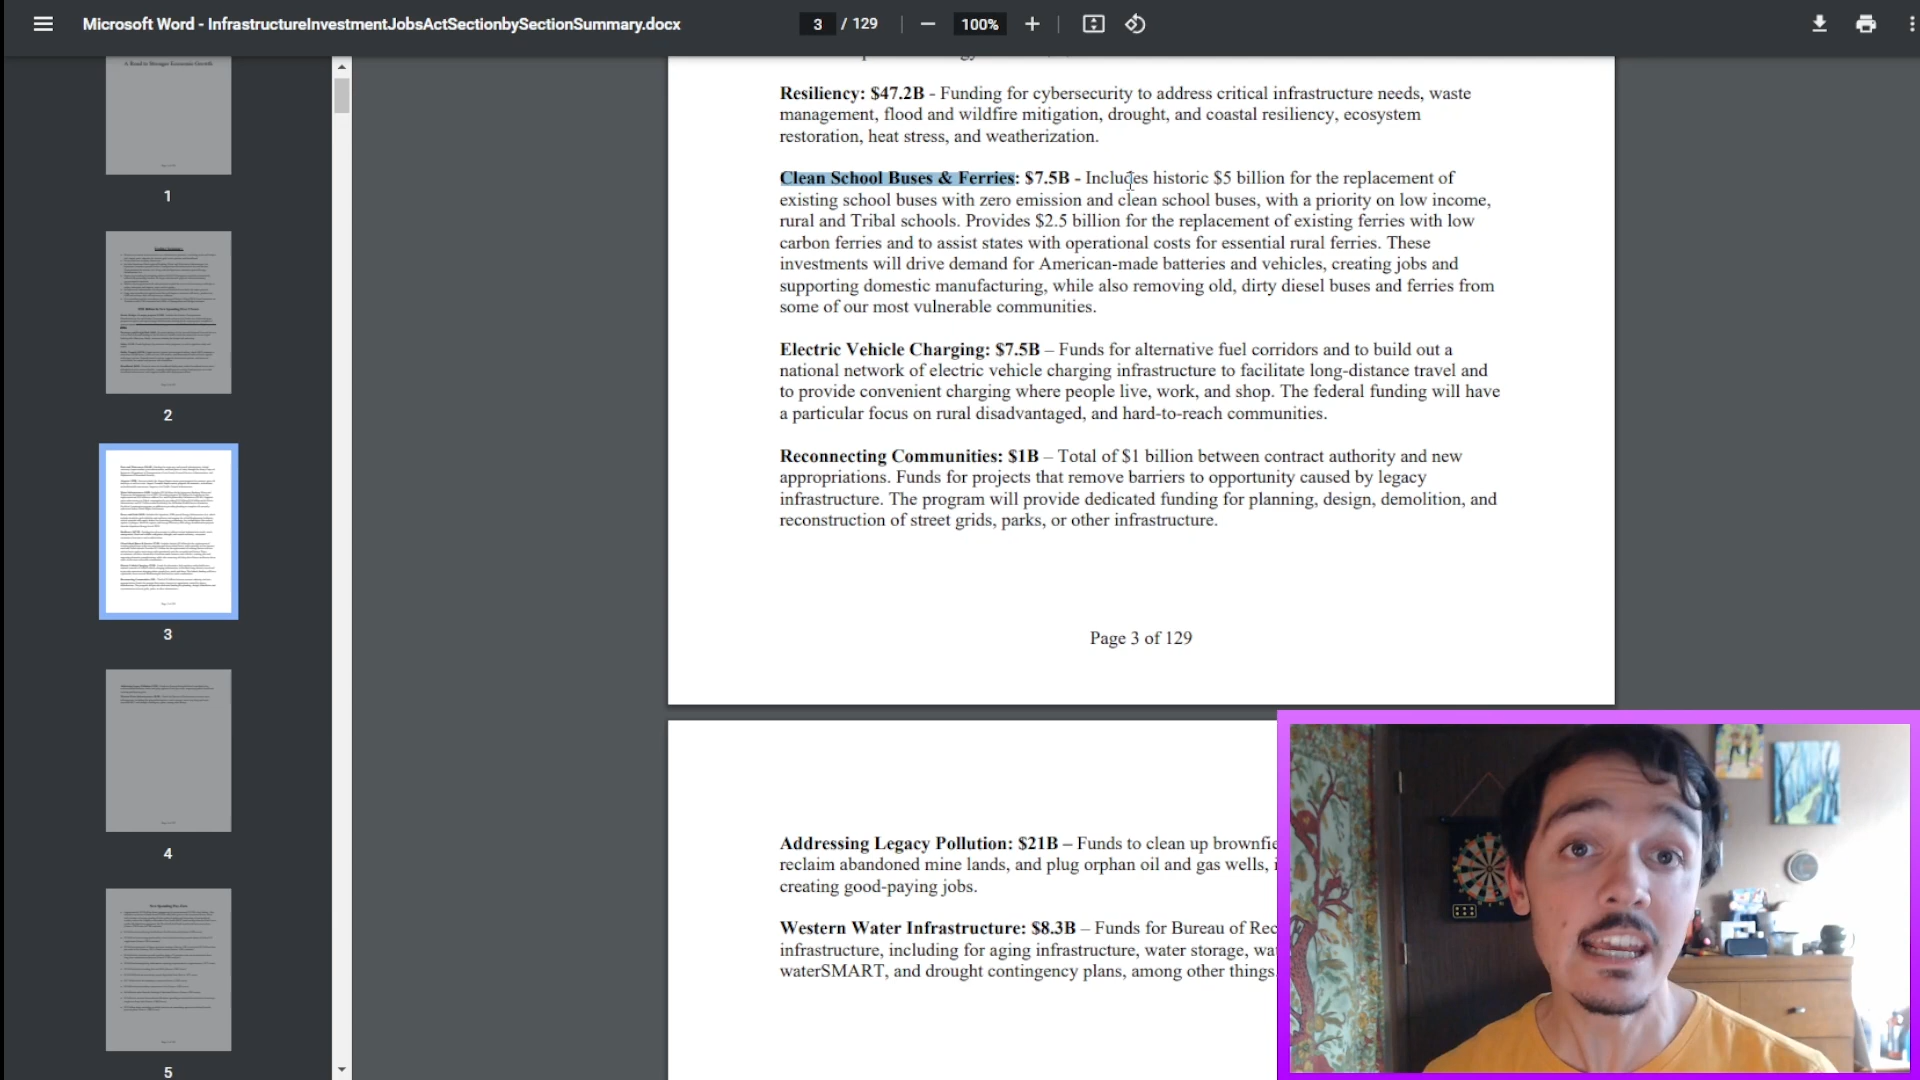 Microsoft Word - InfrastructureInvestmentJobsActSectionbySectionSummary.docx
3 / 129
100%
1
2
3
4
5
Resiliency: $47.2B - Funding for cybersecurity to address critical infrastructure needs, waste
management, flood and wildfire mitigation, drought, and coastal resiliency, ecosystem
restoration, heat stress, and weatherization.
Clean School Buses & Ferries: $7.5B - Includes historic $5 billion for the replacement of
existing school buses with zero emission and clean school buses, with a priority on low income,
rural and Tribal schools. Provides $2.5 billion for the replacement of existing ferries with low
carbon ferries and to assist states with operational costs for essential rural ferries. These
investments will drive demand for American-made batteries and vehicles, creating jobs and
supporting domestic manufacturing, while also removing old, dirty diesel buses and ferries from
some of our most vulnerable communities.
Electric Vehicle Charging: $7.5B – Funds for alternative fuel corridors and to build out a
national network of electric vehicle charging infrastructure to facilitate long-distance travel and
to provide convenient charging where people live, work, and shop. The federal funding will have
a particular focus on rural disadvantaged, and hard-to-reach communities.
Reconnecting Communities: $1B – Total of $1 billion between contract authority and new
appropriations. Funds for projects that remove barriers to opportunity caused by legacy
infrastructure. The program will provide dedicated funding for planning, design, demolition, and
reconstruction of street grids, parks, or other infrastructure.
Page 3 of 129
Addressing Legacy Pollution: $21B – Funds to clean up brownfie
reclaim abandoned mine lands, and plug orphan oil and gas wells, i
creating good-paying jobs.
Western Water Infrastructure: $8.3B – Funds for Bureau of Rec
infrastructure, including for aging infrastructure, water storage, wa
waterSMART, and drought contingency plans, among other things.